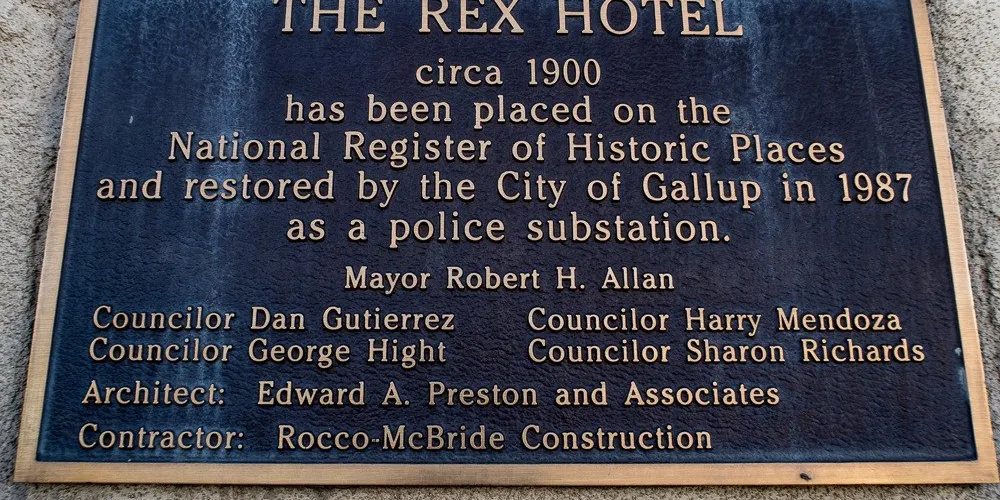 THE REX HOTEL
circa 1900
has been placed on the
National Register of Historic Places
and restored by the City of Gallup in 1987
as a police substation.
Mayor Robert H. Allan
Councilor Dan Gutierrez Councilor Harry Mendoza
Councilor George Hight Councilor Sharon Richards
Architect: Edward A. Preston and Associates
Contractor: Rocco-McBride Construction